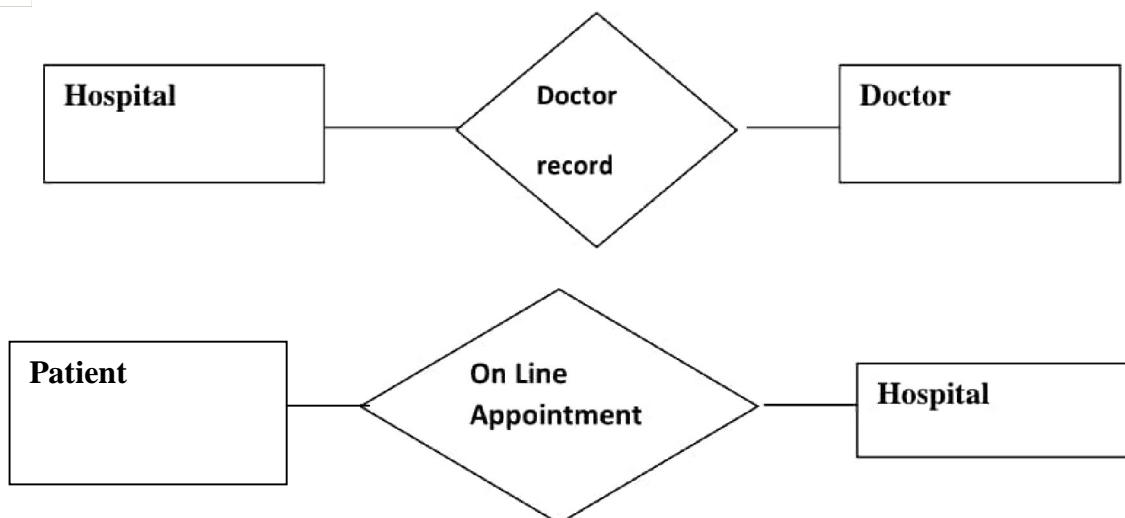 Hospital
Doctor
record
Doctor
Patient
On Line
Appointment
Hospital